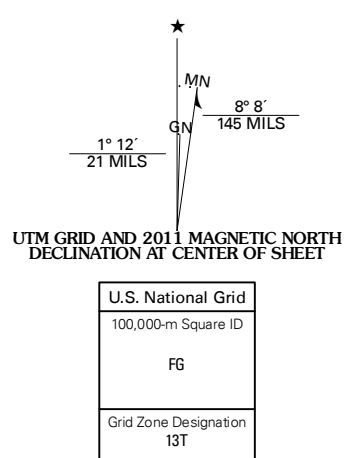 ★
MN
8° 8´
145 MILS
GN
1° 12´
21 MILS
UTM GRID AND 2011 MAGNETIC NORTH
DECLINATION AT CENTER OF SHEET
U.S. National Grid
100,000-m Square ID
FG
Grid Zone Designation
13T